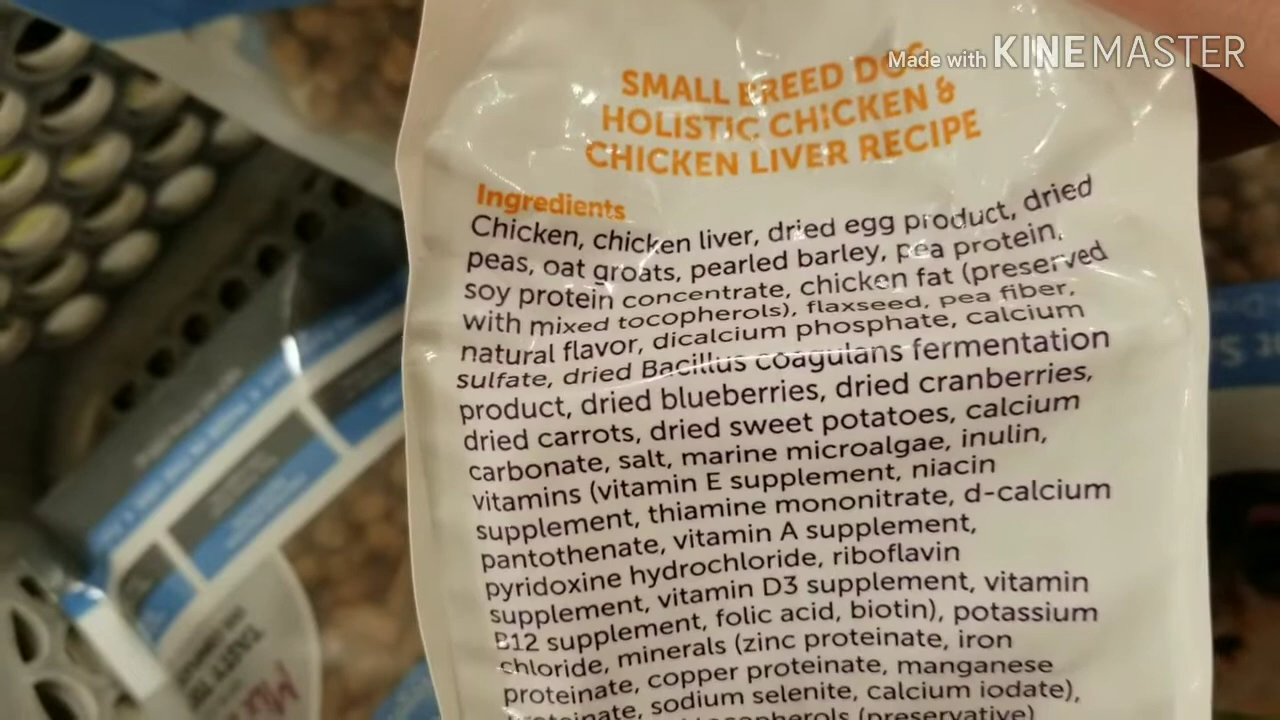 Made with KINEMASTER
SMALL BREED DOG
HOLISTIC CHICKEN &
CHICKEN LIVER RECIPE
Ingredients
Chicken, chicken liver, dried egg product, dried
peas, oat groats, pearled barley, pea protein,
soy protein concentrate, chicken fat (preserved
with mixed tocopherols), flaxseed, pea fiber,
natural flavor, dicalcium phosphate, calcium
sulfate, dried Bacillus coagulans fermentation
product, dried blueberries, dried cranberries,
dried carrots, dried sweet potatoes, calcium
carbonate, salt, marine microalgae, inulin,
vitamins (vitamin E supplement, niacin
supplement, thiamine mononitrate, d-calcium
pantothenate, vitamin A supplement,
pyridoxine hydrochloride, riboflavin
supplement, vitamin D3 supplement, vitamin
B12 supplement, folic acid, biotin), potassium
chloride, minerals (zinc proteinate, iron
proteinate, copper proteinate, manganese
proteinate, sodium selenite, calcium iodate),
(preservative)
TASTY